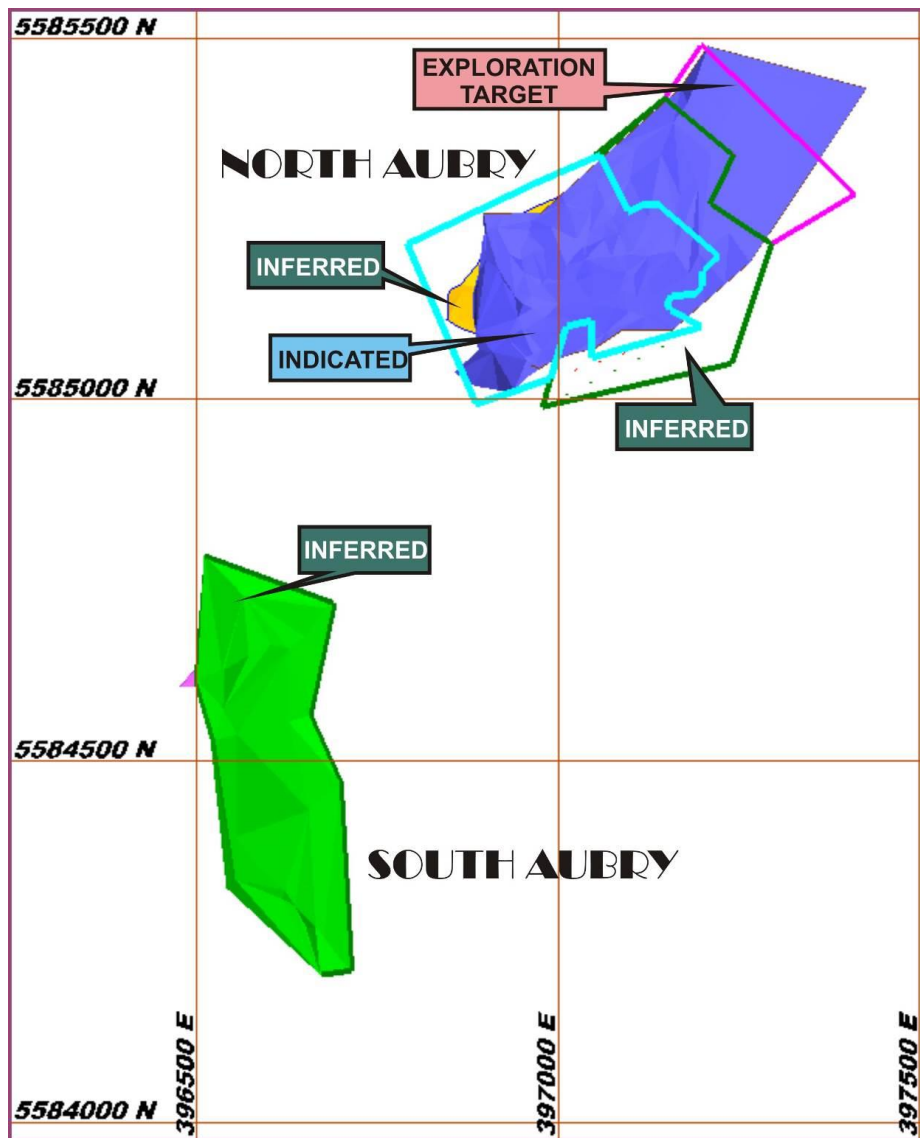 5585500 N
EXPLORATION
TARGET
NORTH AUBRY
INFERRED
INDICATED
5585000 N
INFERRED
INFERRED
5584500 N
SOUTH AUBRY
396500 E
397000 E
397500 E
5584000 N